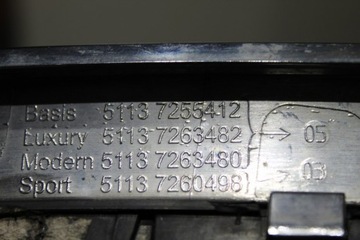 Basis 5113 7255412
Luxury 5113 7263482 → 05
Modern 5113 7263480
Sport 5113 7260498 → 03